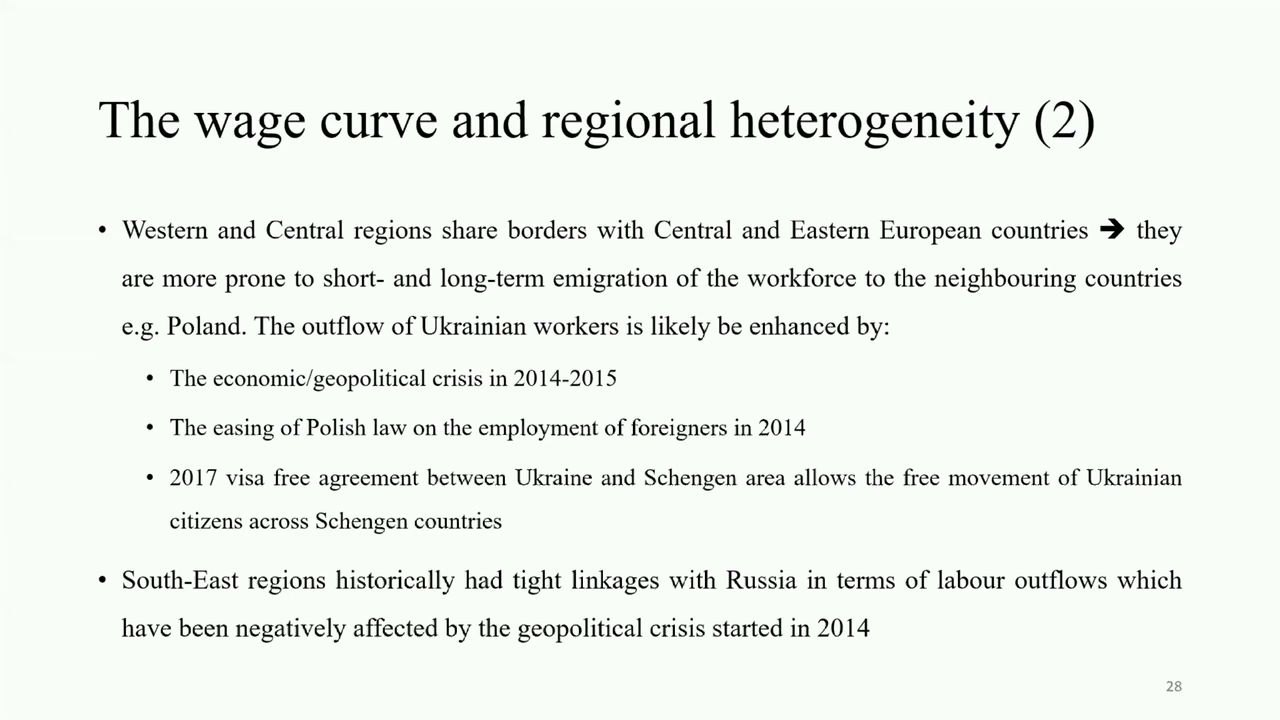 The wage curve and regional heterogeneity (2)
• Western and Central regions share borders with Central and Eastern European countries ➔ they
are more prone to short- and long-term emigration of the workforce to the neighbouring countries
e.g. Poland. The outflow of Ukrainian workers is likely be enhanced by:
• The economic/geopolitical crisis in 2014-2015
• The easing of Polish law on the employment of foreigners in 2014
• 2017 visa free agreement between Ukraine and Schengen area allows the free movement of Ukrainian
citizens across Schengen countries
• South-East regions historically had tight linkages with Russia in terms of labour outflows which
have been negatively affected by the geopolitical crisis started in 2014
28